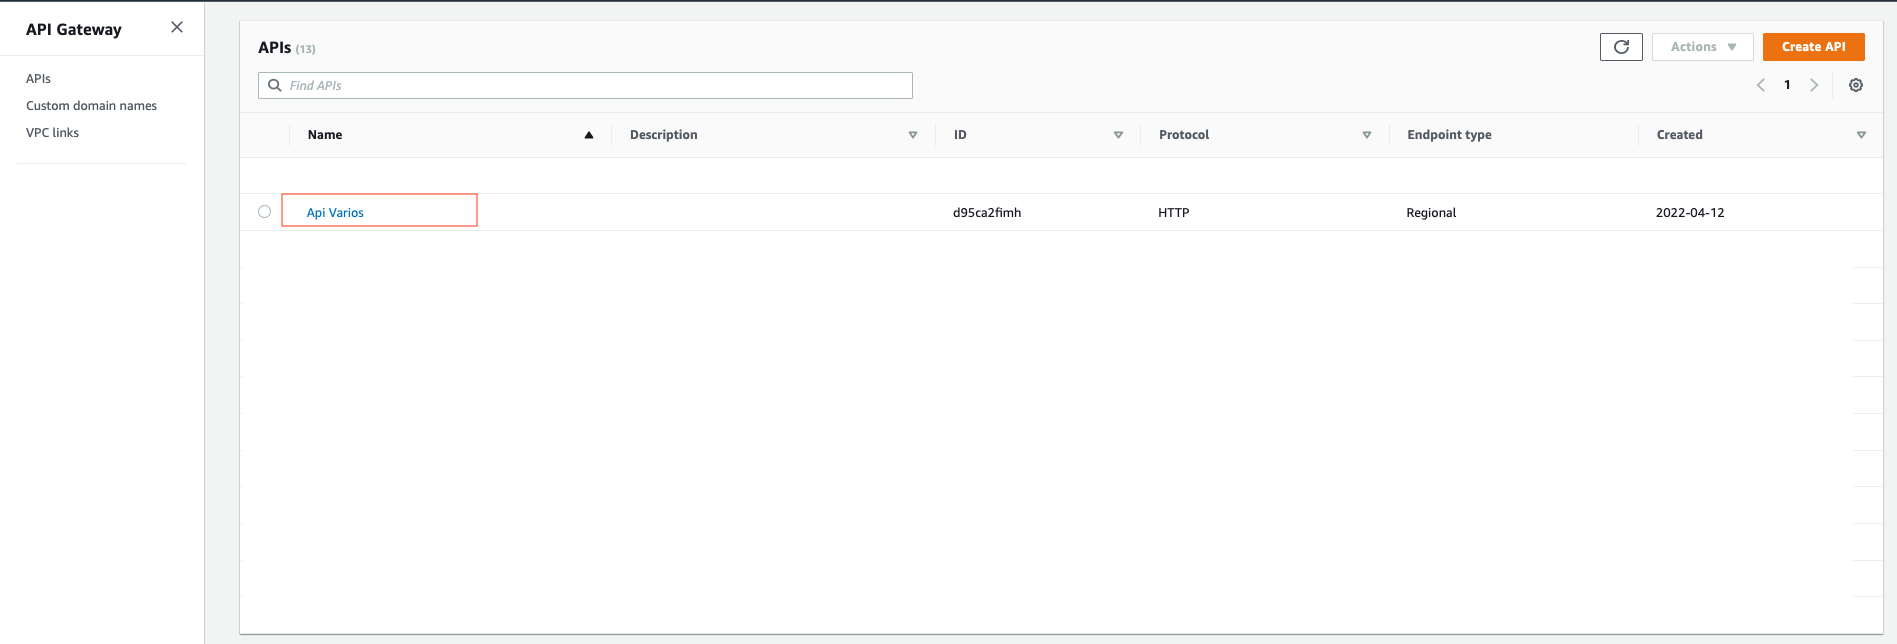 API Gateway
APIs
Custom domain names
VPC links
APIs (13)
Actions
Create API
Find APIs
1
Name Description ID Protocol Endpoint type Created
Api Varios d95ca2fimh HTTP Regional 2022-04-12